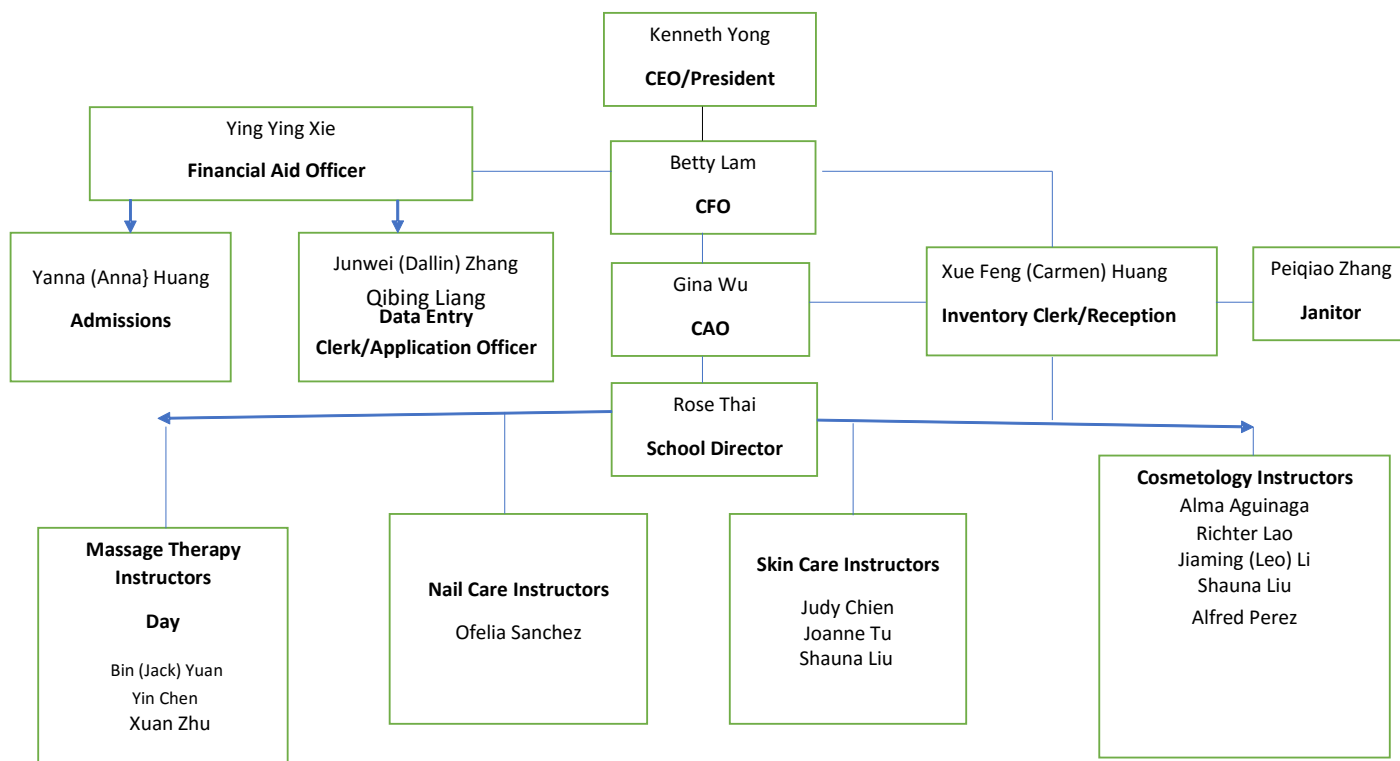 Kenneth Yong
CEO/President
Ying Ying Xie
Financial Aid Officer
Betty Lam
CFO
Yanna (Anna} Huang
Admissions
Junwei (Dallin) Zhang
Qibing Liang
Data Entry
Clerk/Application Officer
Gina Wu
CAO
Xue Feng (Carmen) Huang
Inventory Clerk/Reception
Peiqiao Zhang
Janitor
Rose Thai
School Director
Massage Therapy
Instructors
Day
Bin (Jack) Yuan
Yin Chen
Xuan Zhu
Nail Care Instructors
Ofelia Sanchez
Skin Care Instructors
Judy Chien
Joanne Tu
Shauna Liu
Cosmetology Instructors
Alma Aguinaga
Richter Lao
Jiaming (Leo) Li
Shauna Liu
Alfred Perez